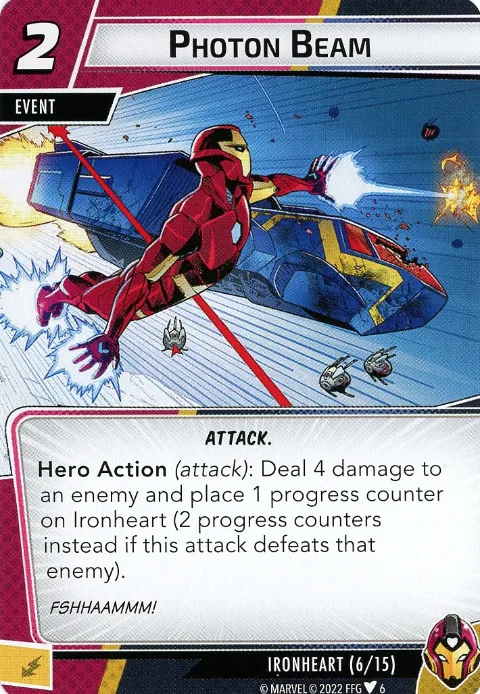 2
PHOTON BEAM
EVENT
ATTACK.
Hero Action (attack): Deal 4 damage to
an enemy and place 1 progress counter
on Ironheart (2 progress counters
instead if this attack defeats that
enemy).
FSHHAAMMM!
IRONHEART (6/15)
© MARVEL © 2022 FFG 6